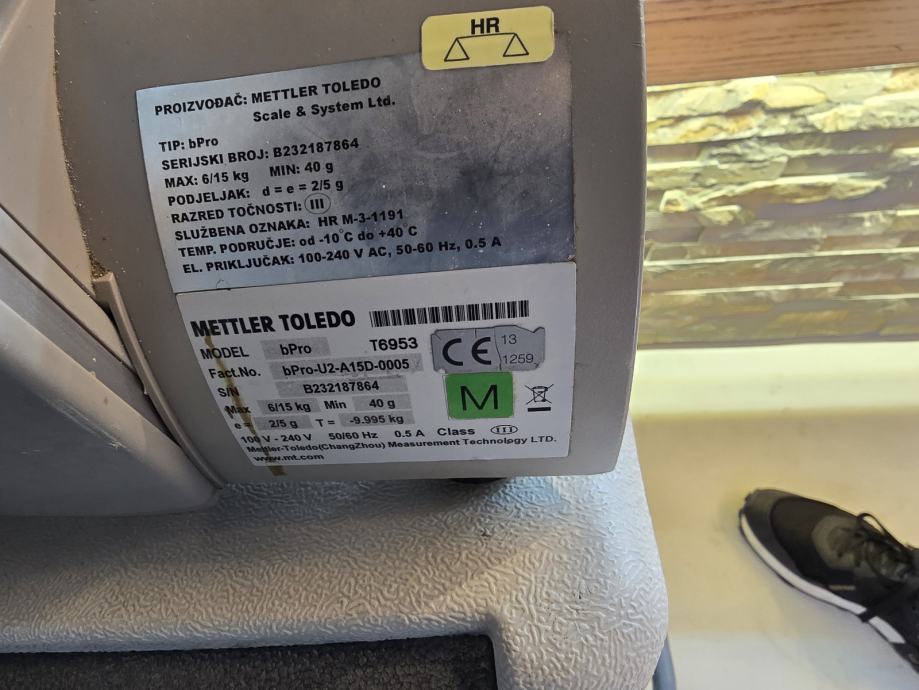 HR
PROIZVOĐAČ: METTLER TOLEDO
Scale & System Ltd.
TIP: bPro
SERIJSKI BROJ: B232187864
MAX: 6/15 kg MIN: 40 g
PODJELJAK: d = e = 2/5 g
RAZRED TOČNOSTI: III
SLUŽBENA OZNAKA: HR M-3-1191
TEMP. PODRUČJE: od -10°C do +40°C
EL. PRIKLJUČAK: 100-240 V AC, 50-60 Hz, 0.5 A
METTLER TOLEDO
MODEL bPro T6953
Fact.No. bPro-U2-A15D-0005
S/N B232187864
Max 6/15 kg Min 40 g
e = 2/5 g T = -9.995 kg
100 V - 240 V 50/60 Hz 0.5 A Class III
Mettler-Toledo(ChangZhou) Measurement Technology LTD.
www.mt.com
CE 13
1259
M